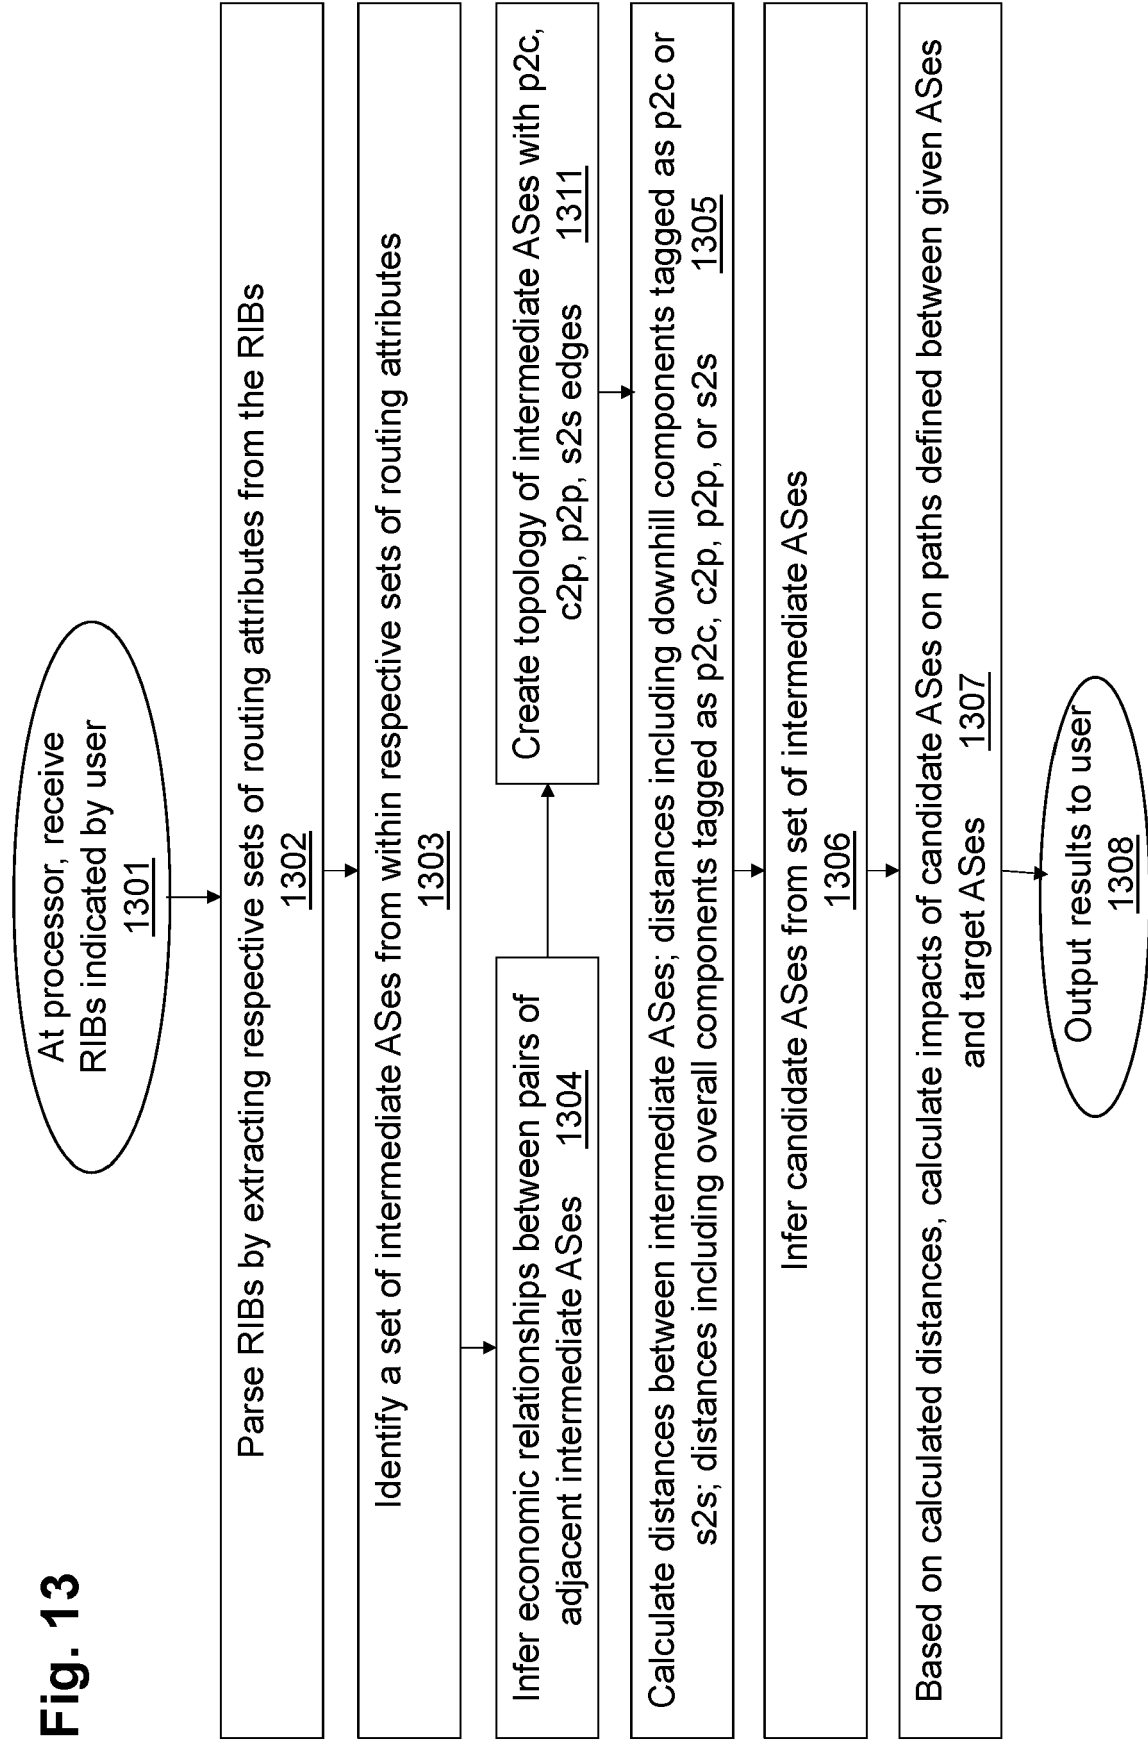 Fig. 13
At processor, receive
RIBs indicated by user
1301
Parse RIBs by extracting respective sets of routing attributes from the RIBs
1302
Identify a set of intermediate ASes from within respective sets of routing attributes
1303
Infer economic relationships between pairs of
adjacent intermediate ASes 1304
Create topology of intermediate ASes with p2c,
c2p, p2p, s2s edges 1311
Calculate distances between intermediate ASes; distances including downhill components tagged as p2c or
s2s; distances including overall components tagged as p2c, c2p, p2p, or s2s 1305
Infer candidate ASes from set of intermediate ASes
1306
Based on calculated distances, calculate impacts of candidate ASes on paths defined between given ASes
and target ASes 1307
Output results to user
1308